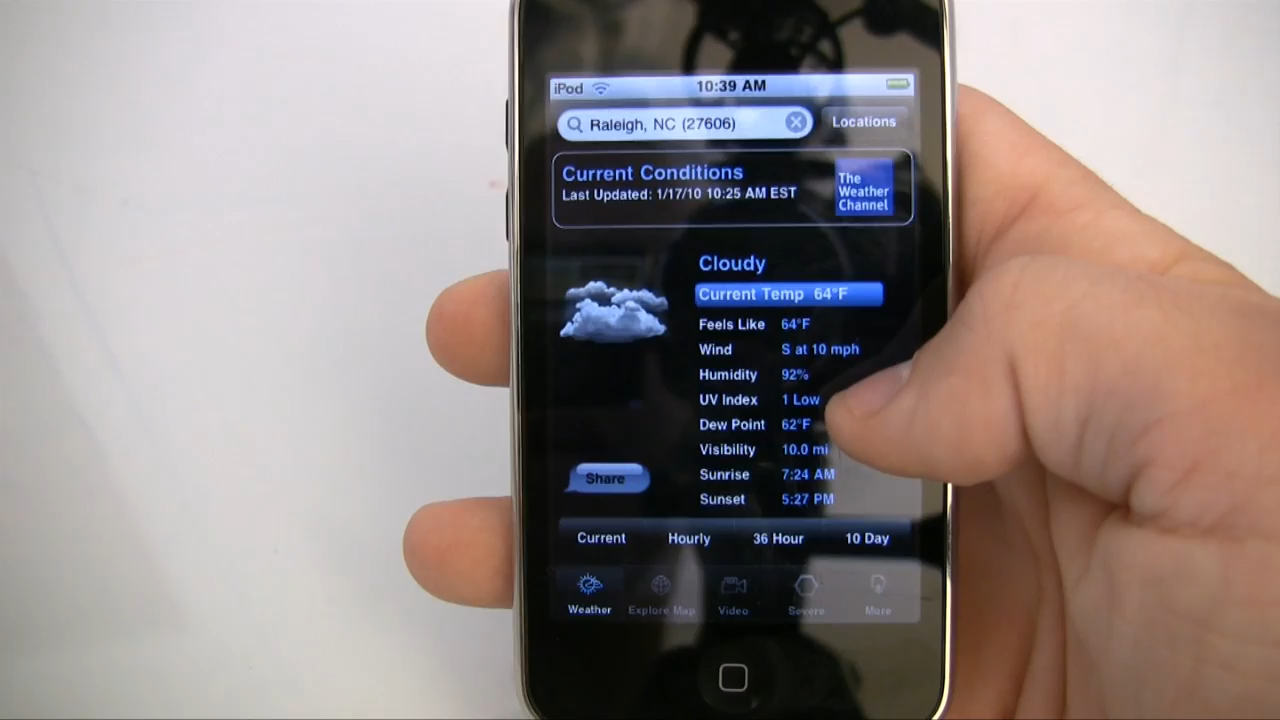 iPod 10:39 AM
Raleigh, NC (27606) Locations
Current Conditions
Last Updated: 1/17/10 10:25 AM EST
The
Weather
Channel
Cloudy
Current Temp 64°F
Feels Like 64°F
Wind S at 10 mph
Humidity 92%
UV Index 1 Low
Dew Point 62°F
Visibility 10.0 mi
Sunrise 7:24 AM
Sunset 5:27 PM
Share
Current Hourly 36 Hour 10 Day
Weather Explore Map Video Severe More